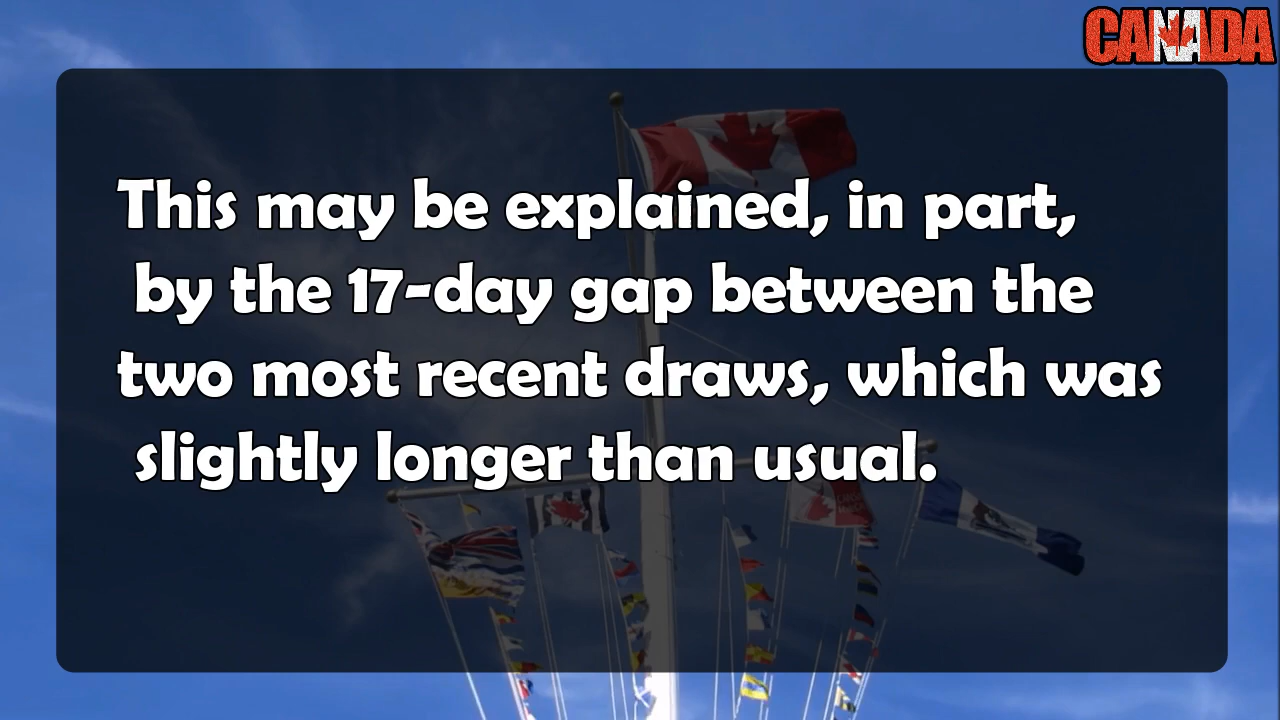 CANADA
This may be explained, in part,
by the 17-day gap between the
two most recent draws, which was
slightly longer than usual.